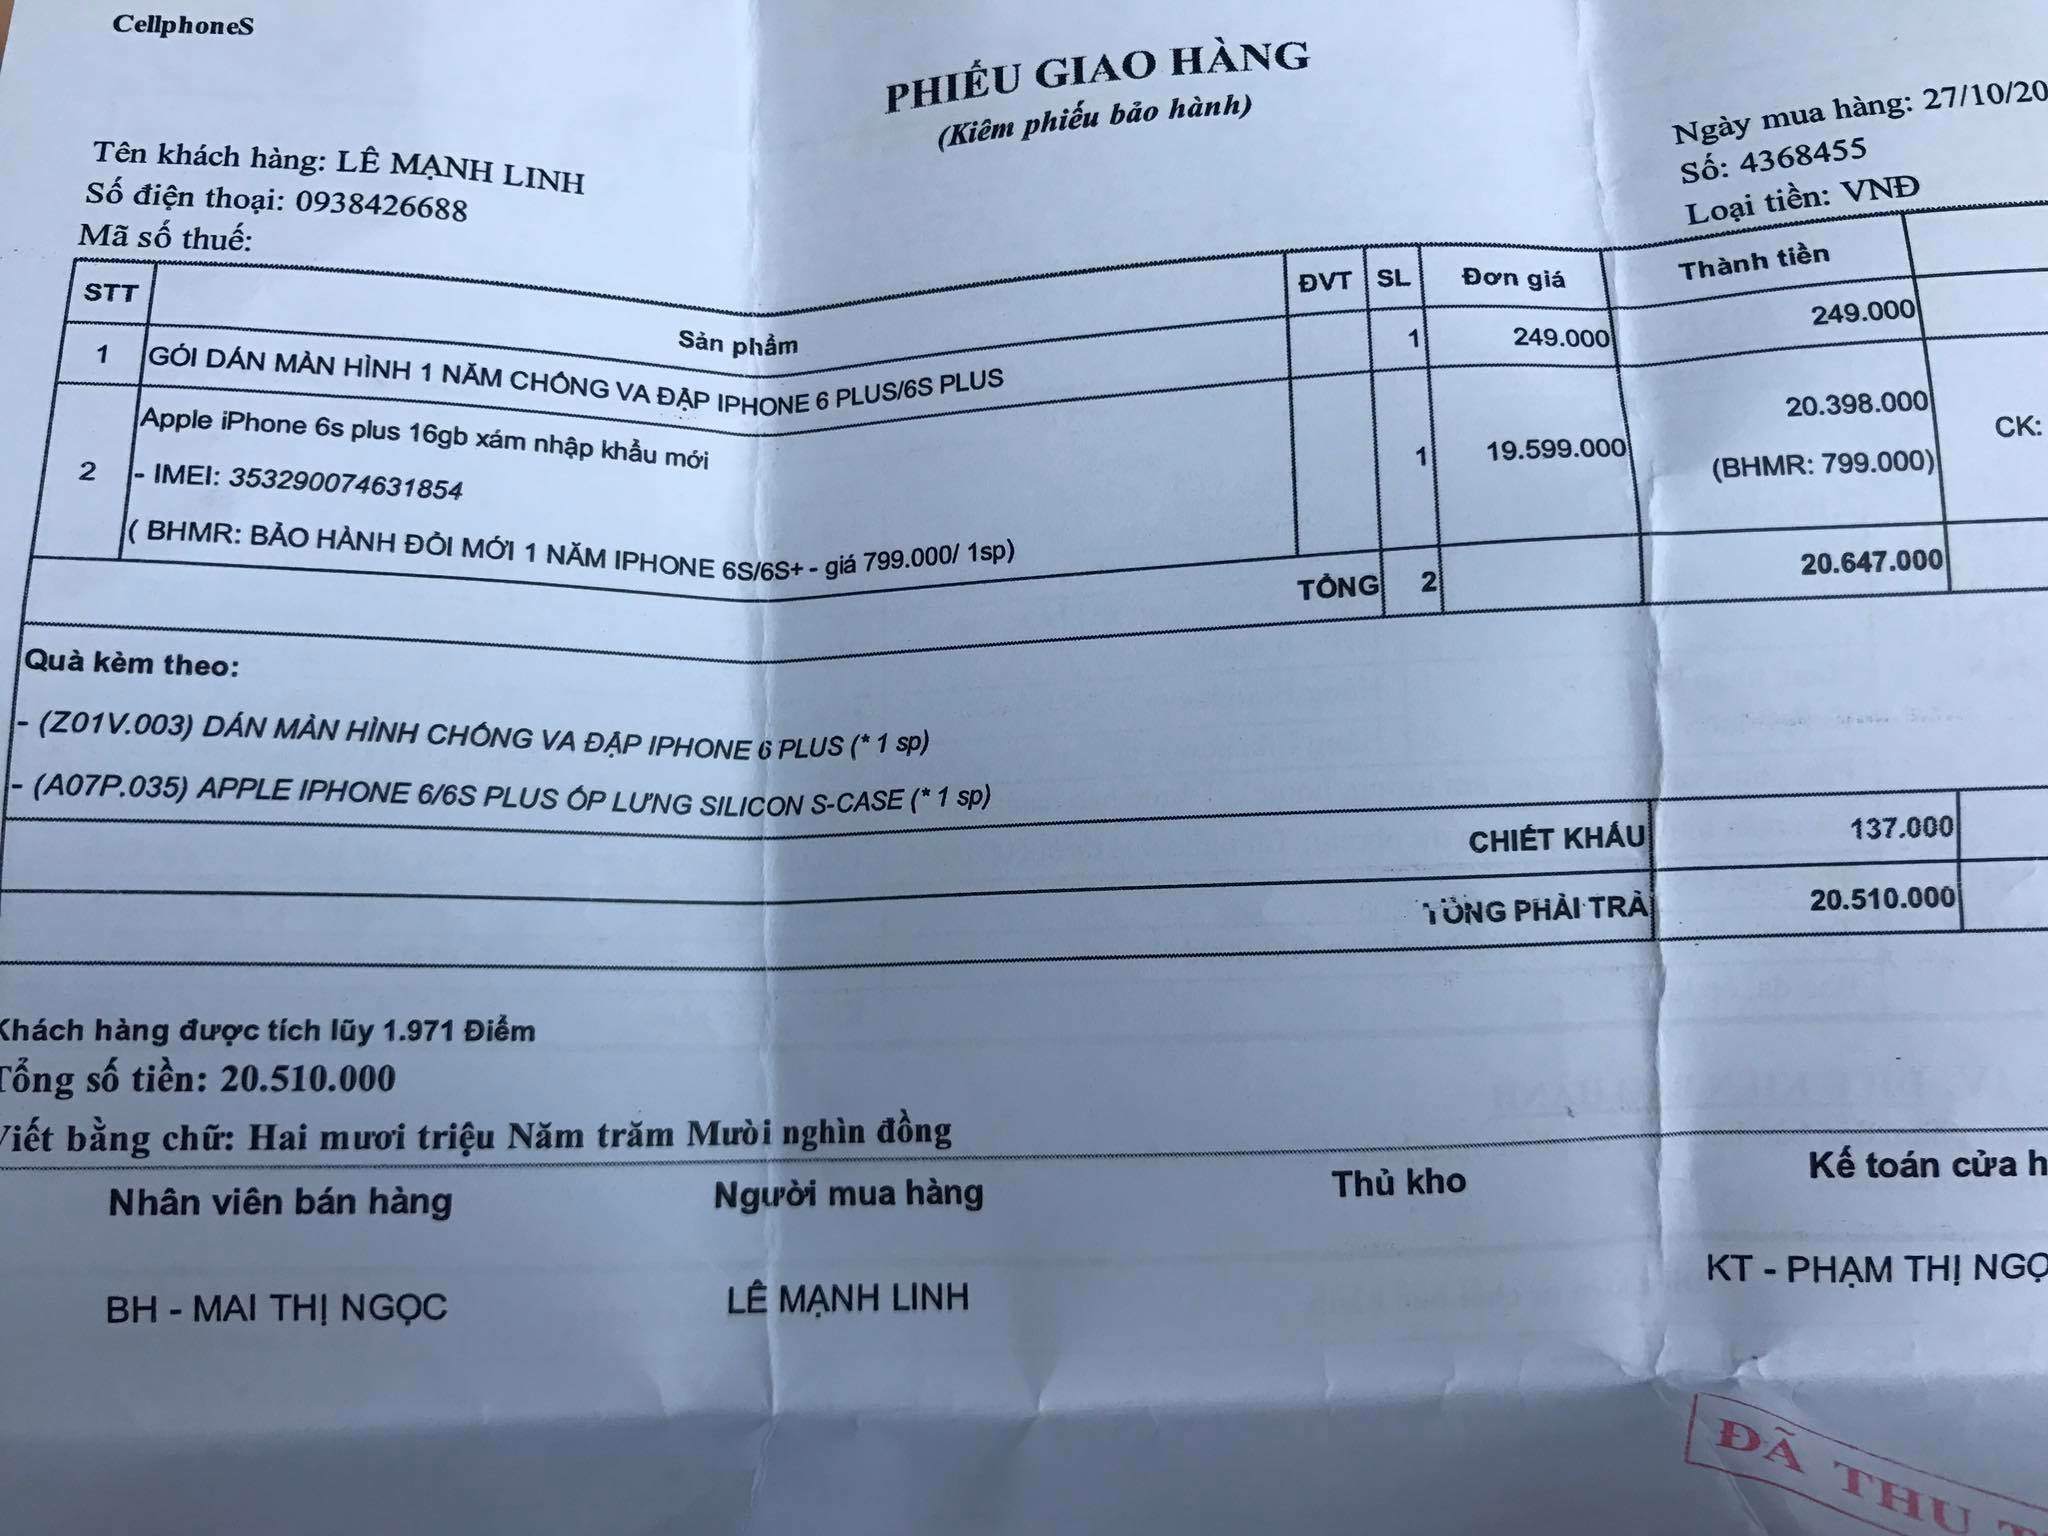 CellphoneS
PHIẾU GIAO HÀNG
(Kiêm phiếu bảo hành)
Tên khách hàng: LÊ MẠNH LINH
Số điện thoại: 0938426688
Mã số thuế:
Ngày mua hàng: 27/10/20
Số: 4368455
Loại tiền: VNĐ
STT Sản phẩm ĐVT SL Đơn giá Thành tiền
1 GÓI DÁN MÀN HÌNH 1 NĂM CHỐNG VA ĐẬP IPHONE 6 PLUS/6S PLUS 1 249.000 249.000
2 Apple iPhone 6s plus 16gb xám nhập khẩu mới 1 19.599.000 20.398.000 CK:
- IMEI: 353290074631854 (BHMR: 799.000)
( BHMR: BẢO HÀNH ĐỔI MỚI 1 NĂM IPHONE 6S/6S+ - giá 799.000/ 1sp)
TỔNG 2 20.647.000
Quà kèm theo:
- (Z01V.003) DÁN MÀN HÌNH CHỐNG VA ĐẬP IPHONE 6 PLUS (* 1 sp)
- (A07P.035) APPLE IPHONE 6/6S PLUS ỐP LƯNG SILICON S-CASE (* 1 sp)
CHIẾT KHẤU 137.000
TỔNG PHẢI TRẢ 20.510.000
Khách hàng được tích lũy 1.971 Điểm
Tổng số tiền: 20.510.000
Viết bằng chữ: Hai mươi triệu Năm trăm Mười nghìn đồng
Nhân viên bán hàng Người mua hàng Thủ kho Kế toán cửa h
BH - MAI THỊ NGỌC LÊ MẠNH LINH KT - PHẠM THỊ NGỌ
ĐÃ THU T